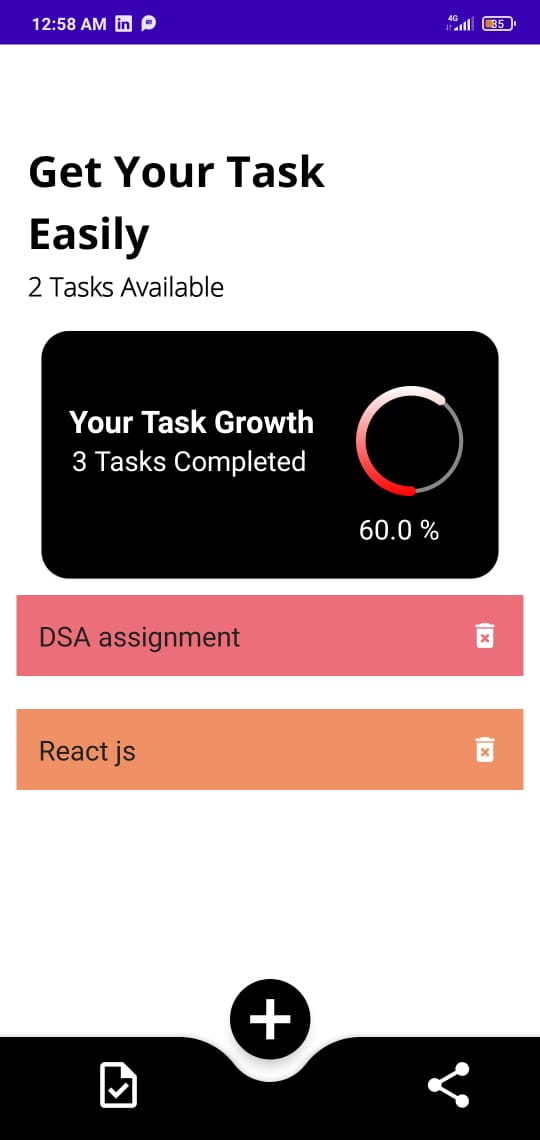 12:58 AM in
4G 35
Get Your Task
Easily
2 Tasks Available
Your Task Growth
3 Tasks Completed
60.0 %
DSA assignment
React js